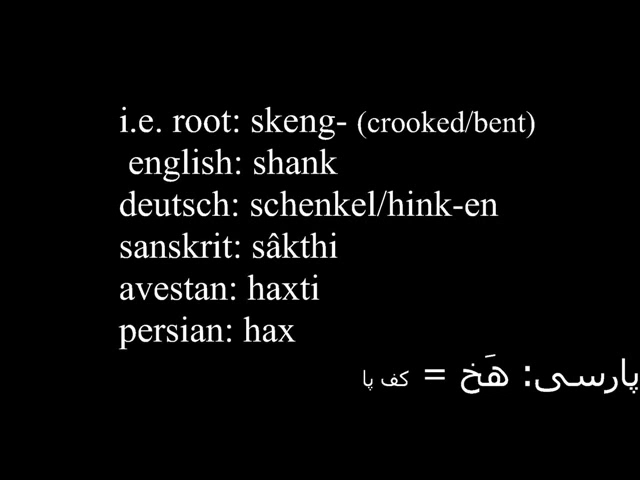 i.e. root: skeng- (crooked/bent)
english: shank
deutsch: schenkel/hink-en
sanskrit: sâkthi
avestan: haxti
persian: hax
پارسی: هَخ = کف پا